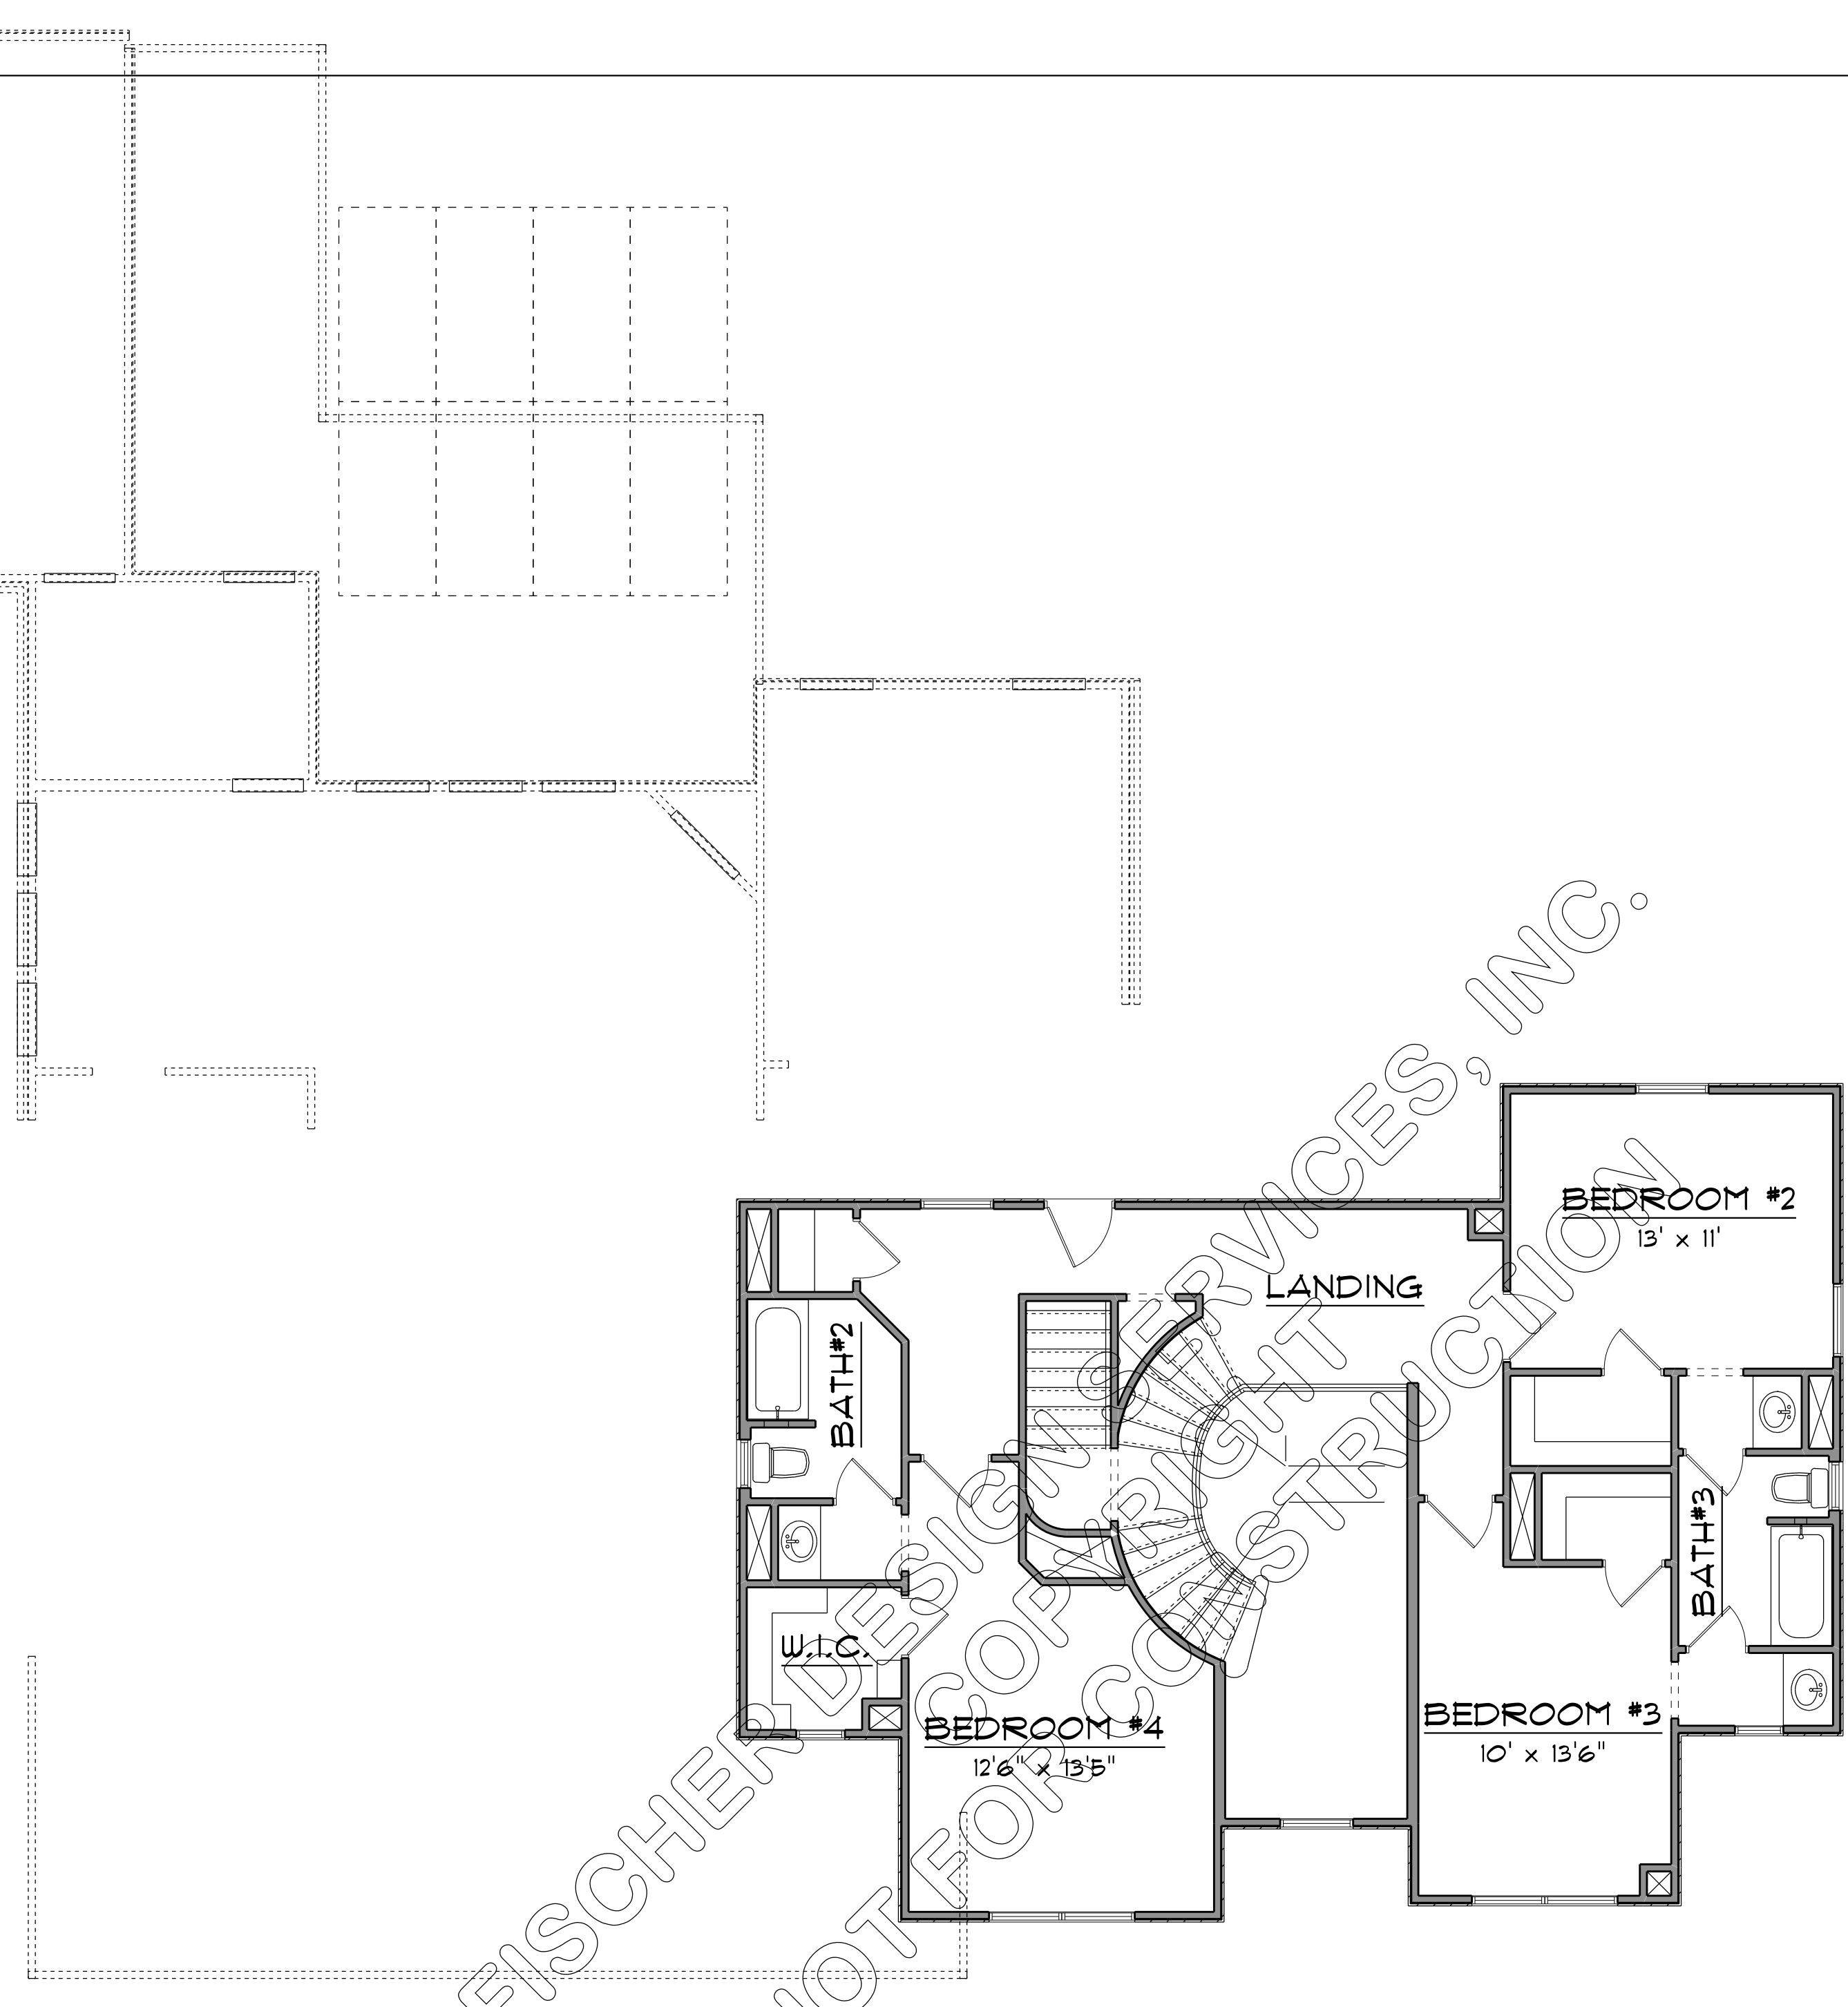 BEDROOM #2
13' x 11'
LANDING
BATH#2
BATH#3
W.I.C.
BEDROOM #4
12'6" x 13'5"
BEDROOM #3
10' x 13'6"
FISCHER DESIGN SERVICES, INC.
COPYRIGHT
NOT FOR CONSTRUCTION